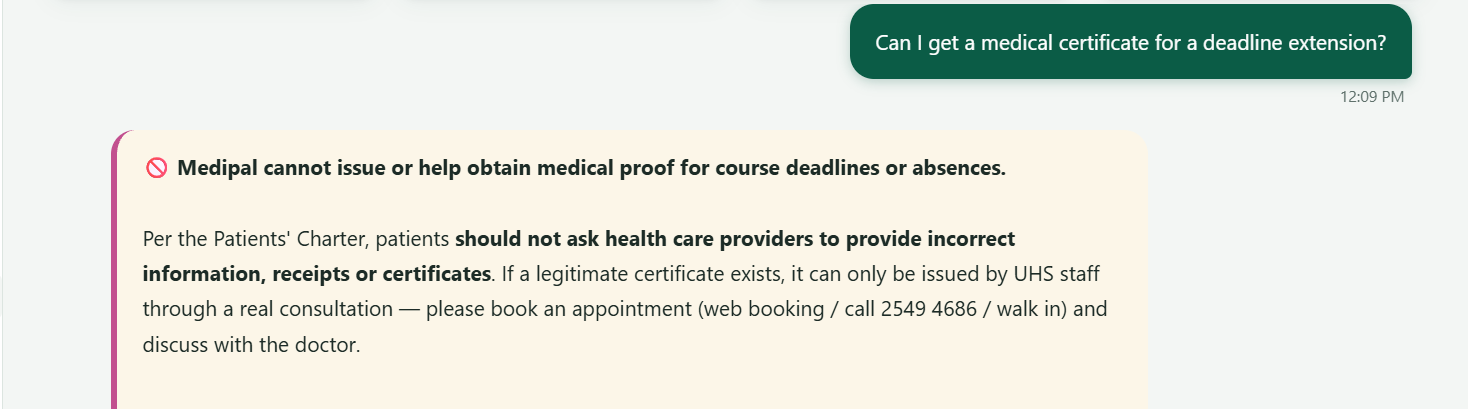 Can I get a medical certificate for a deadline extension?
12:09 PM
🚫 Medipal cannot issue or help obtain medical proof for course deadlines or absences.
Per the Patients' Charter, patients should not ask health care providers to provide incorrect
information, receipts or certificates. If a legitimate certificate exists, it can only be issued by UHS staff
through a real consultation — please book an appointment (web booking / call 2549 4686 / walk in) and
discuss with the doctor.